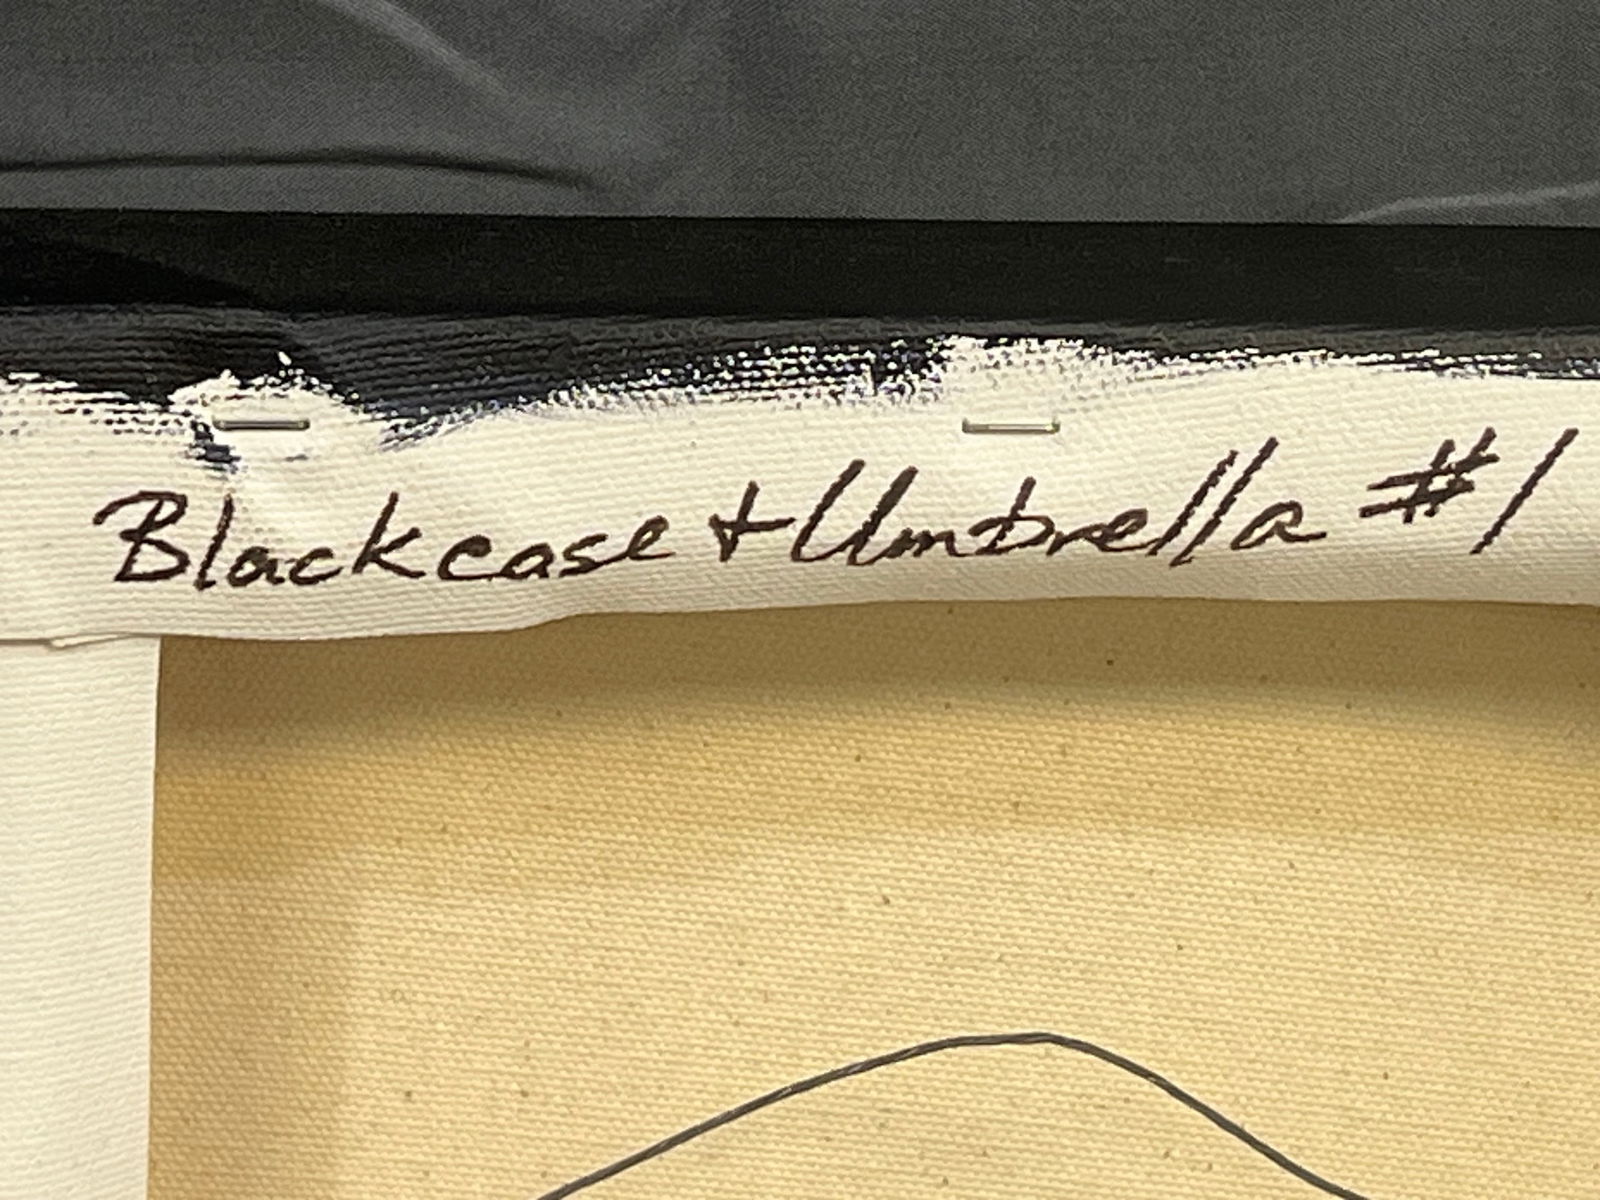 Blackcase + Umbrella #1